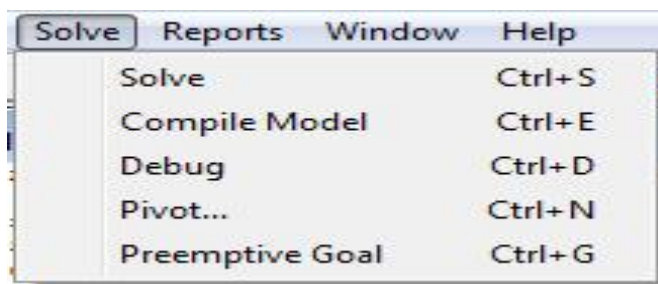 Solve Reports Window Help
Solve Ctrl+S
Compile Model Ctrl+E
Debug Ctrl+D
Pivot... Ctrl+N
Preemptive Goal Ctrl+G